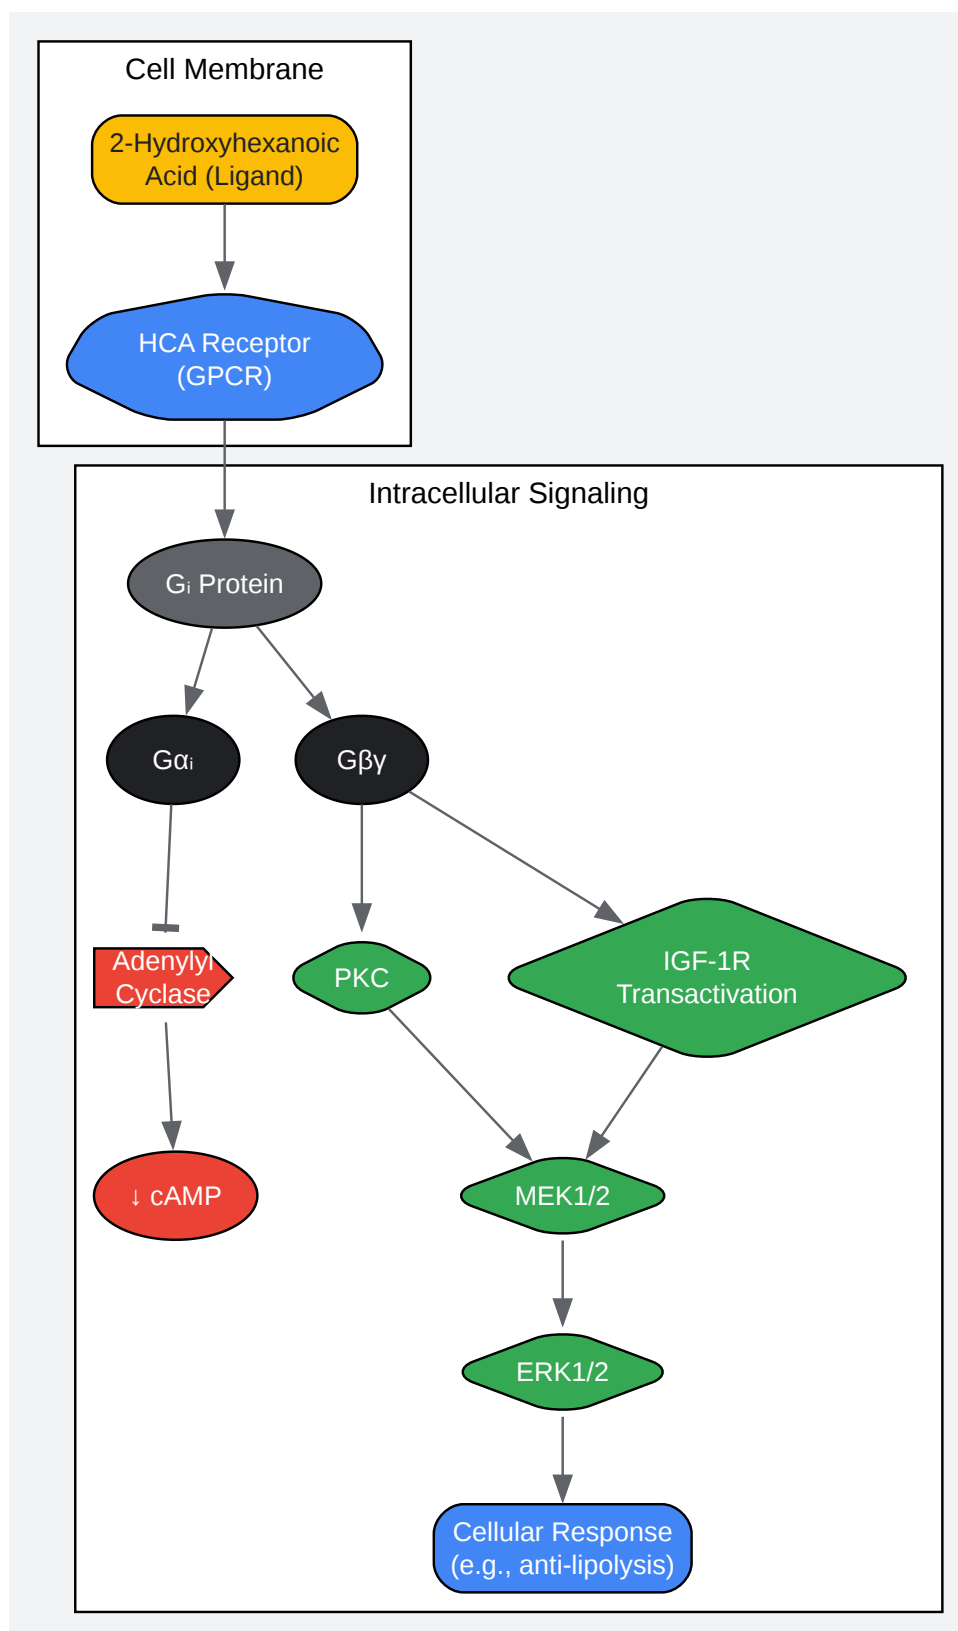 Cell Membrane
2-Hydroxyhexanoic
Acid (Ligand)
HCA Receptor
(GPCR)
Intracellular Signaling
Gᵢ Protein
Gαᵢ
Gβγ
Adenylyl
Cyclase
PKC
IGF-1R
Transactivation
↓ cAMP
MEK1/2
ERK1/2
Cellular Response
(e.g., anti-lipolysis)